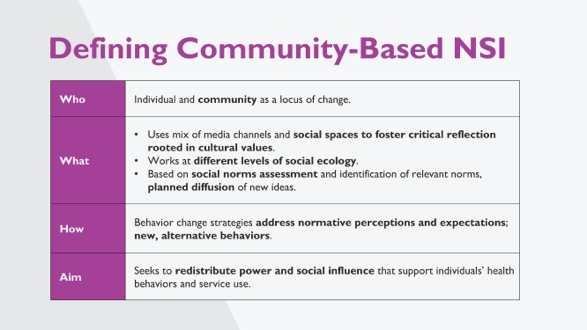 Defining Community-Based NSI
Who
Individual and community as a locus of change.
What
• Uses mix of media channels and social spaces to foster critical reflection
rooted in cultural values.
• Works at different levels of social ecology.
• Based on social norms assessment and identification of relevant norms,
planned diffusion of new ideas.
How
Behavior change strategies address normative perceptions and expectations;
new, alternative behaviors.
Aim
Seeks to redistribute power and social influence that support individuals' health
behaviors and service use.